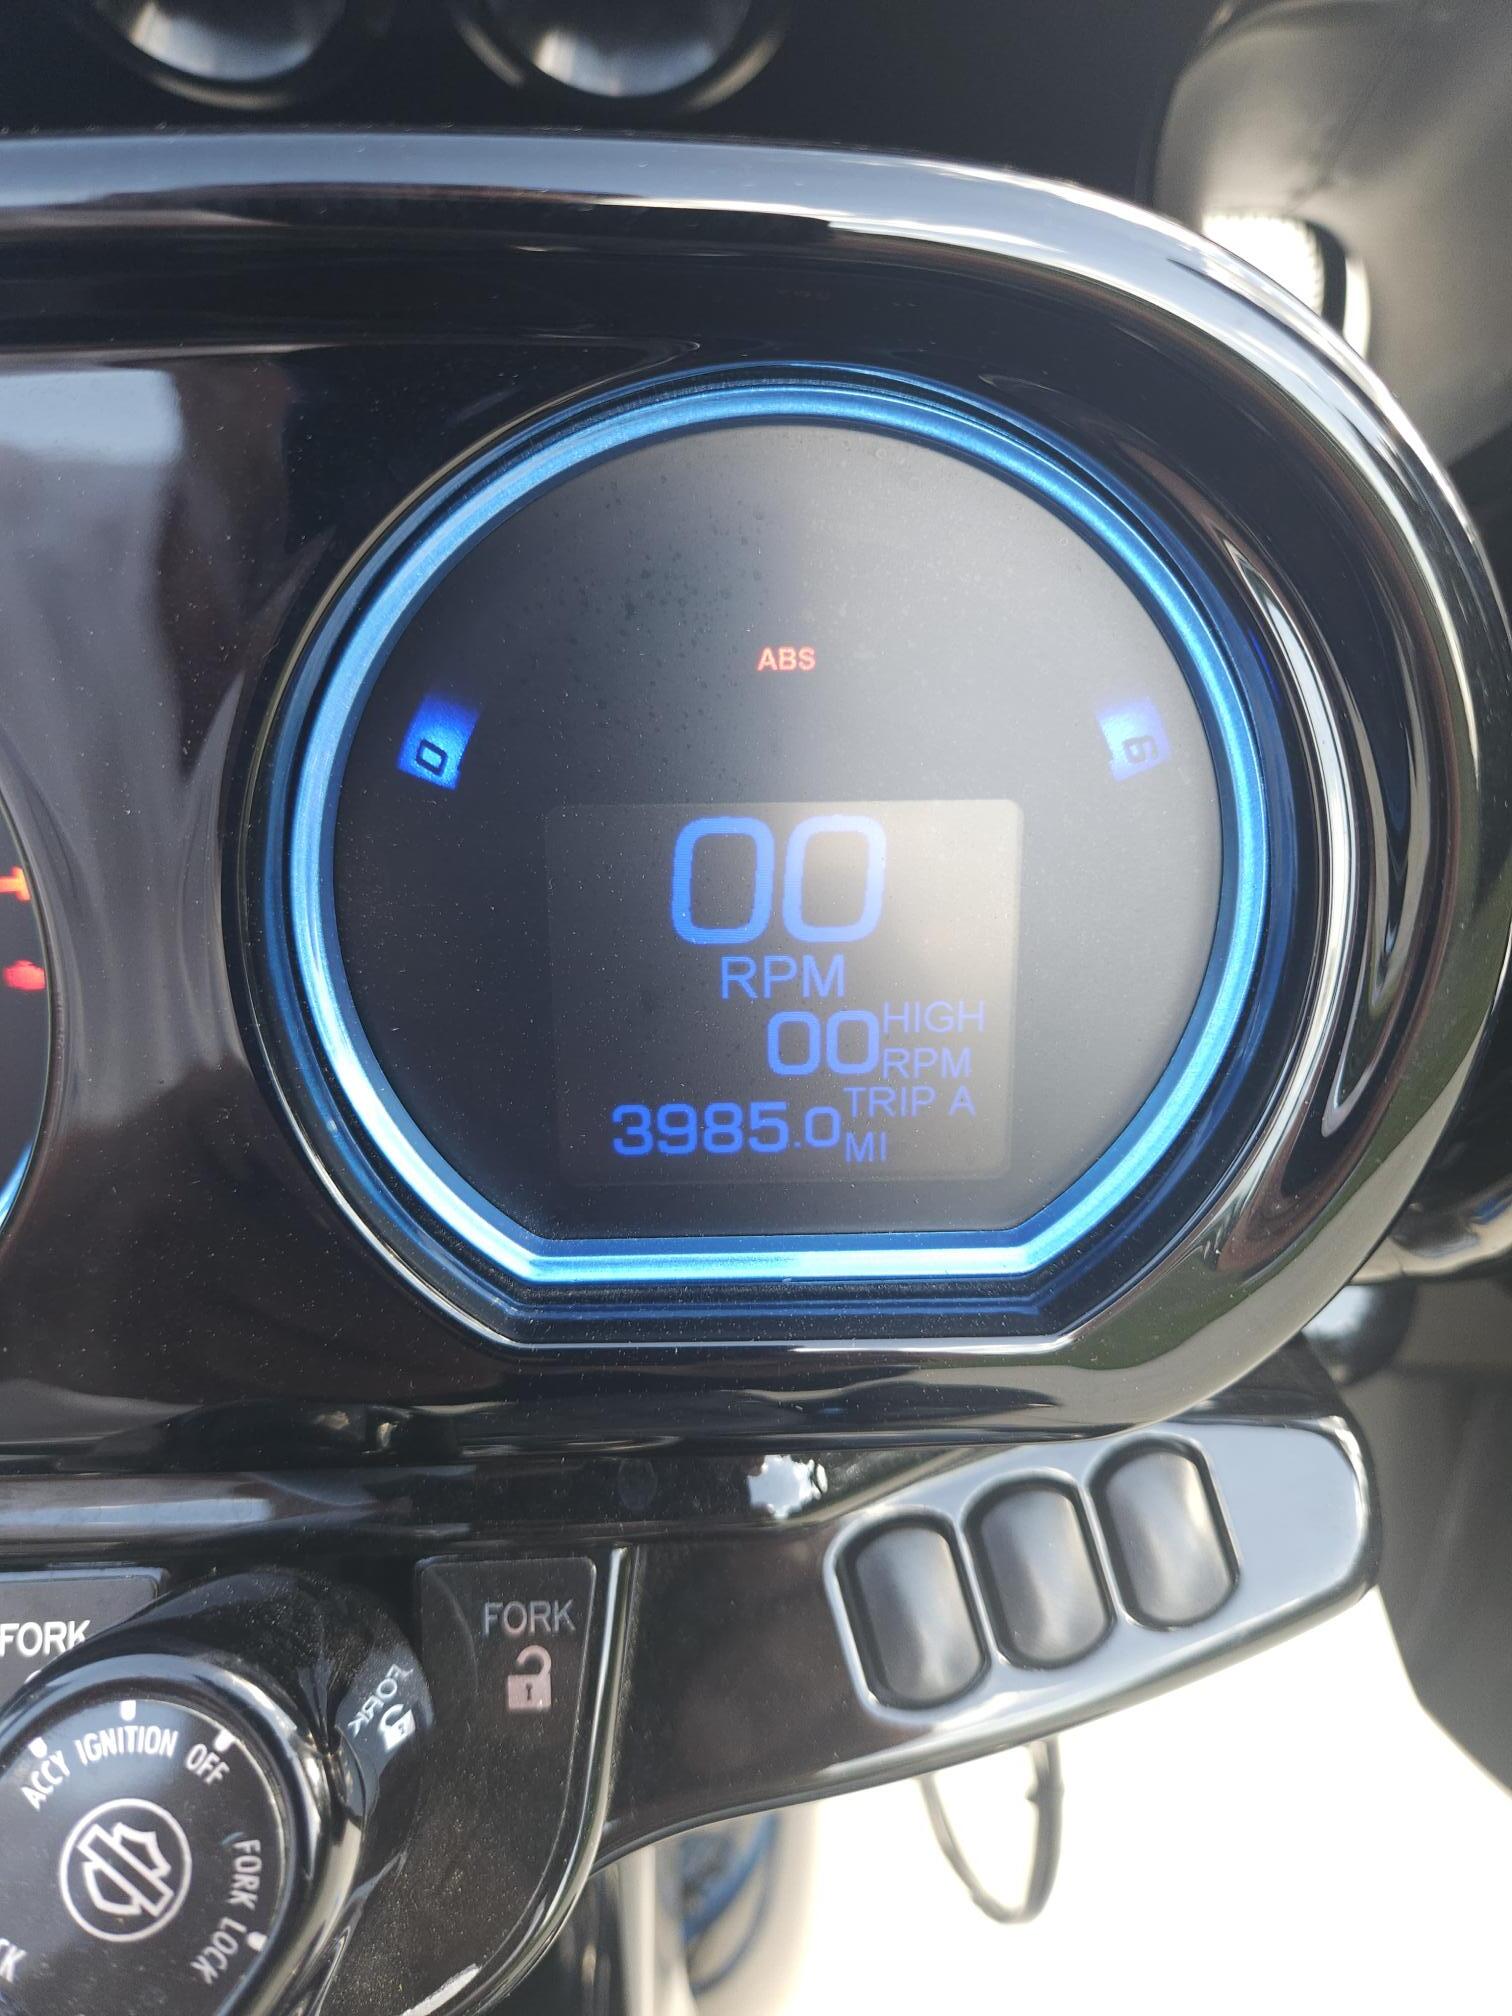 ABS
0
6
00
RPM
00 HIGH RPM
3985.0 TRIP A MI
FORK
FORK
FORK
ACCY IGNITION OFF
FORK LOCK
CK